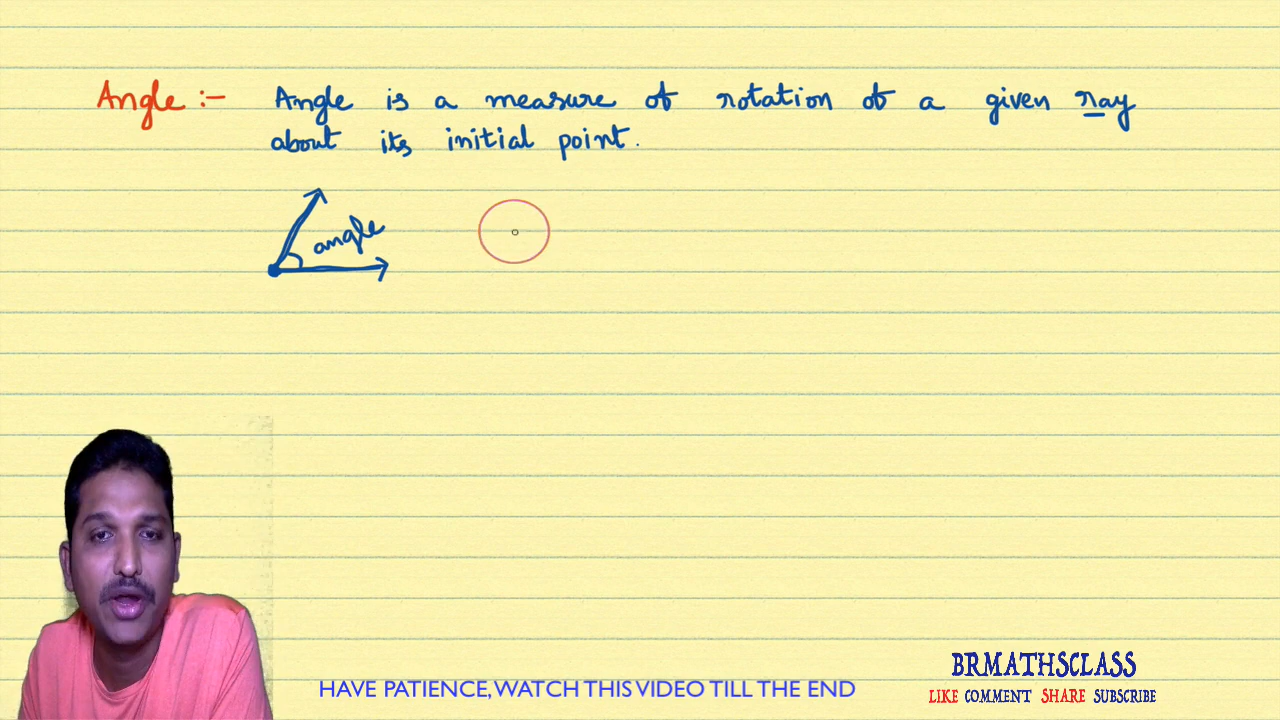 Angle :- Angle is a measure of rotation of a given ray
about its initial point.
angle
BRMATHSCLASS
LIKE COMMENT SHARE SUBSCRIBE
HAVE PATIENCE,WATCH THIS VIDEO TILL THE END